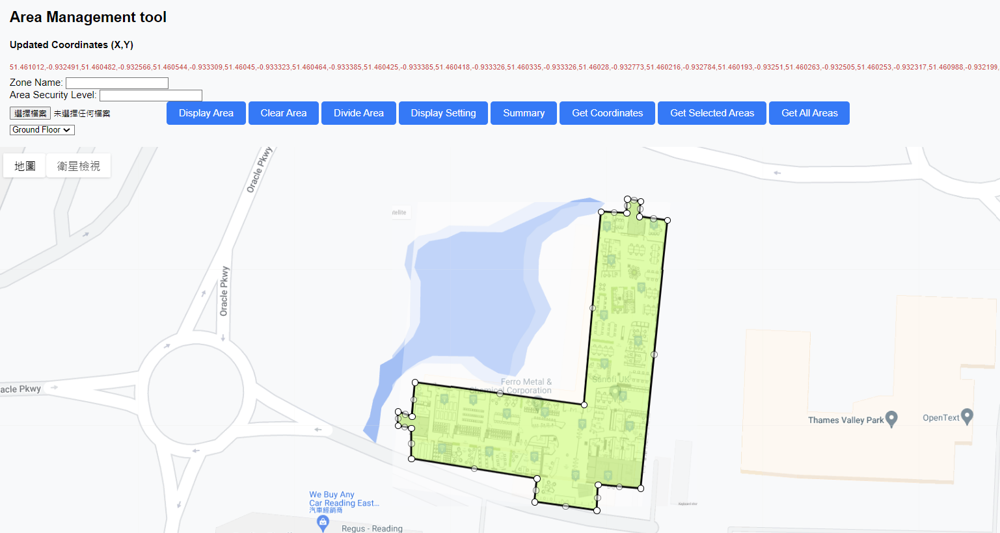 Area Management tool
Updated Coordinates (X,Y)
51.461012,-0.932491,51.460482,-0.932566,51.460544,-0.933309,51.46045,-0.933323,51.460464,-0.933385,51.460425,-0.933385,51.460418,-0.933326,51.460335,-0.933326,51.46028,-0.932773,51.460216,-0.932784,51.460193,-0.93251,51.460263,-0.932505,51.460253,-0.932317,51.460988,-0.932199,
Zone Name:
Area Security Level:
選擇檔案 未選擇任何檔案
Display Area Clear Area Divide Area Display Setting Summary Get Coordinates Get Selected Areas Get All Areas
Ground Floor
地圖 衛星檢視
Oracle Pkwy
tellite
Oracle Pkwy
Sanofi UK
Ferro Metal &
Chemical Corporation
acle Pkwy
Thames Valley Park
OpenText
We Buy Any
Car Reading East...
汽車經銷商
Regus - Reading